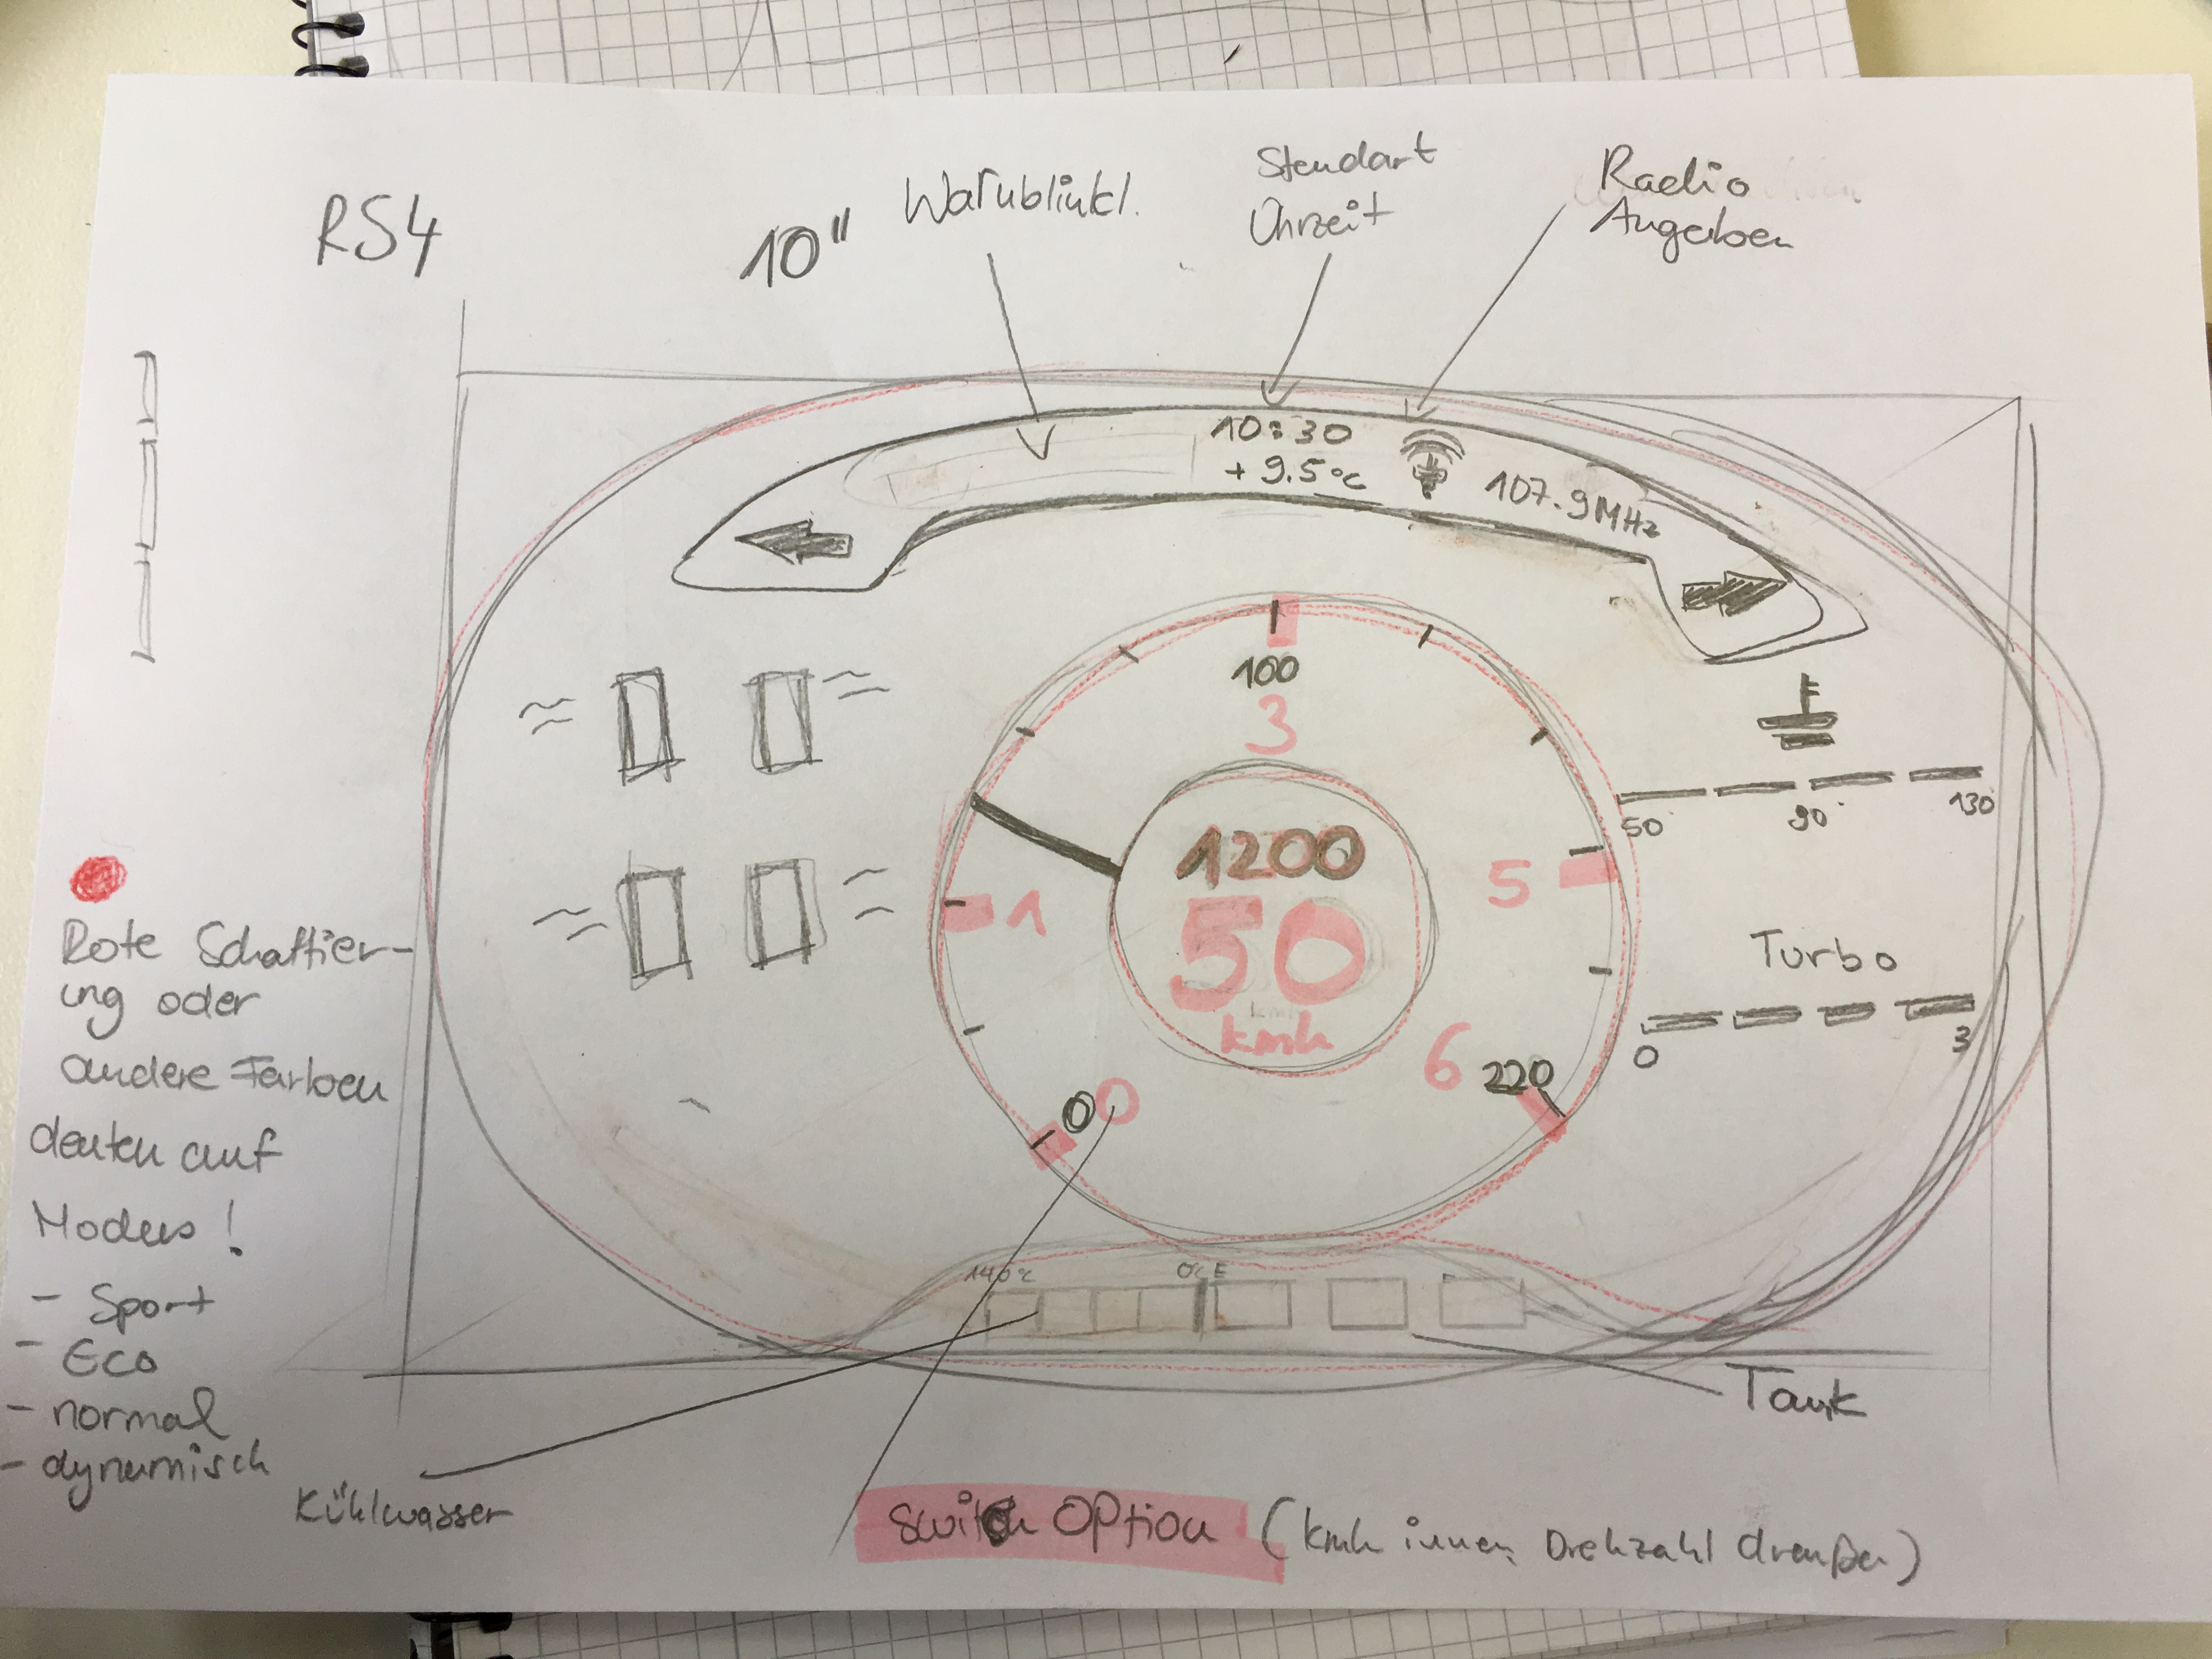 RS4
10"
Warnblinkl.
Standart
Uhrzeit
Radio
Angaben
10:30
+9.5°C
107.9MHz
100
3
1200
50
kmh
1
5
0
0
6
220
50
90
130
Turbo
0
3
140°C
0°C E
Rote Schattier-
ung oder
andere Farben
deuten auf
Modus!
- Sport
- Eco
- normal
- dynamisch
Kühlwasser
Tank
Switch Option (kmh innen Drehzahl draußen)